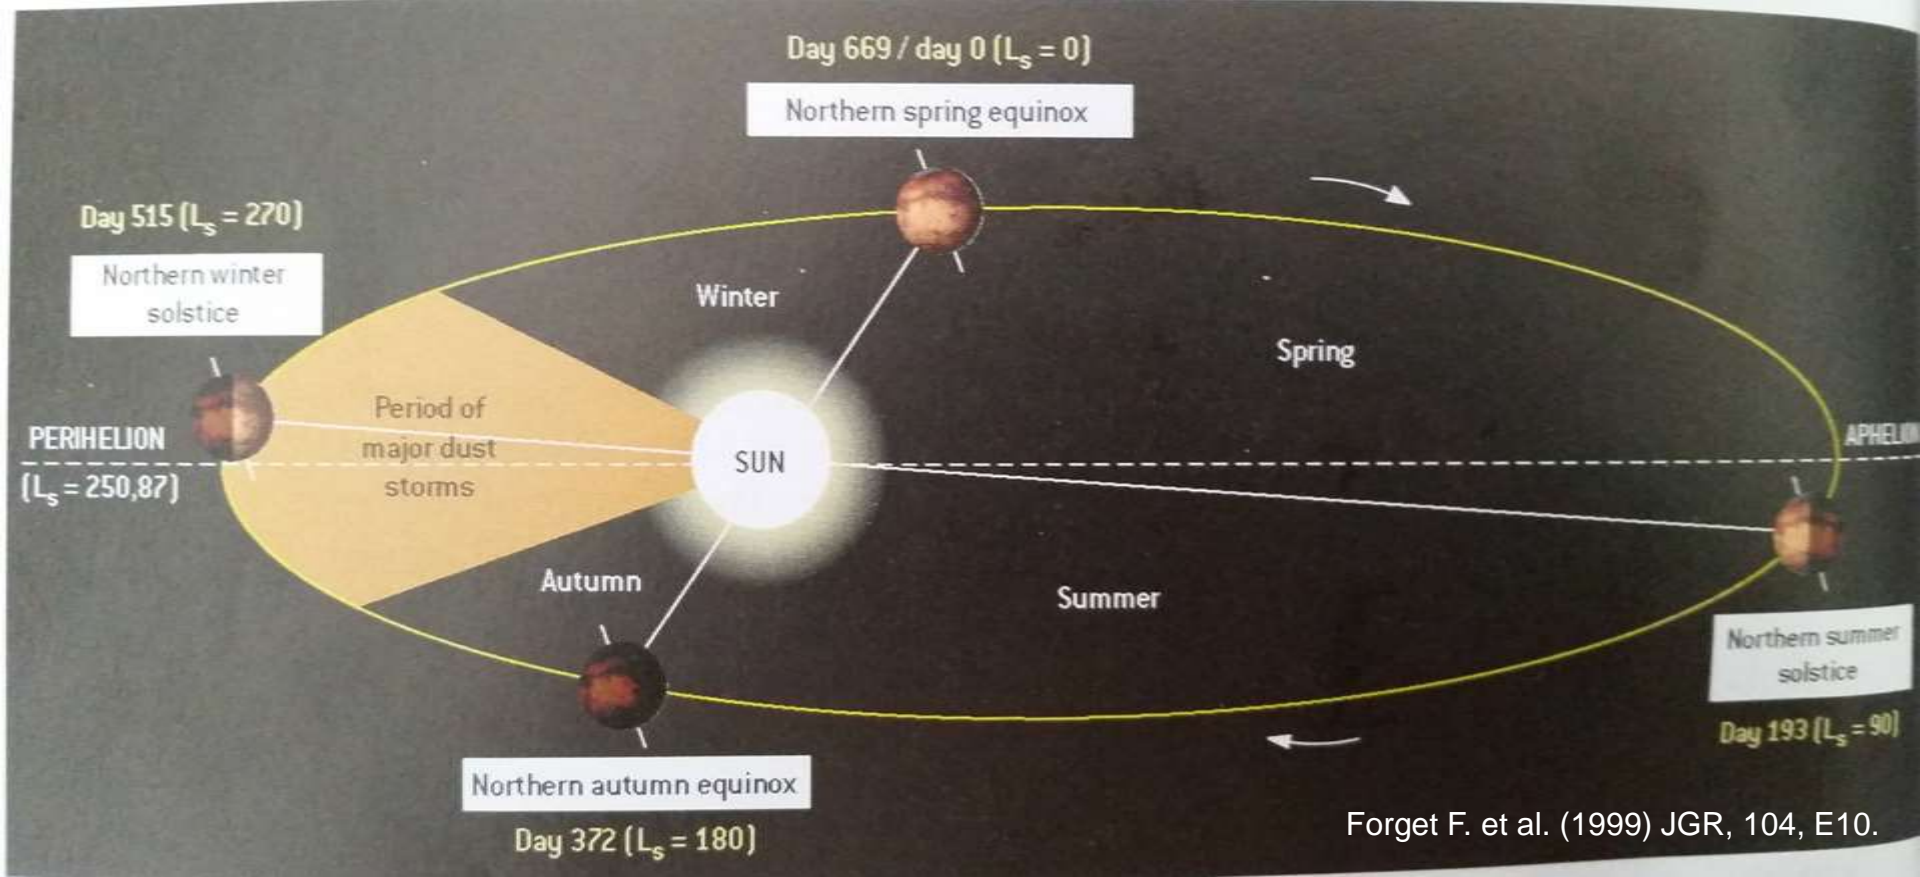 Day 669 / day 0 (Ls = 0)
Northern spring equinox
Day 515 (Ls = 270)
Northern winter
solstice
Winter
Spring
Period of
major dust
storms
PERIHELION
(Ls = 250,87)
SUN
APHELION
Autumn
Summer
Northern summer
solstice
Day 193 (Ls = 90)
Northern autumn equinox
Day 372 (Ls = 180)
Forget F. et al. (1999) JGR, 104, E10.